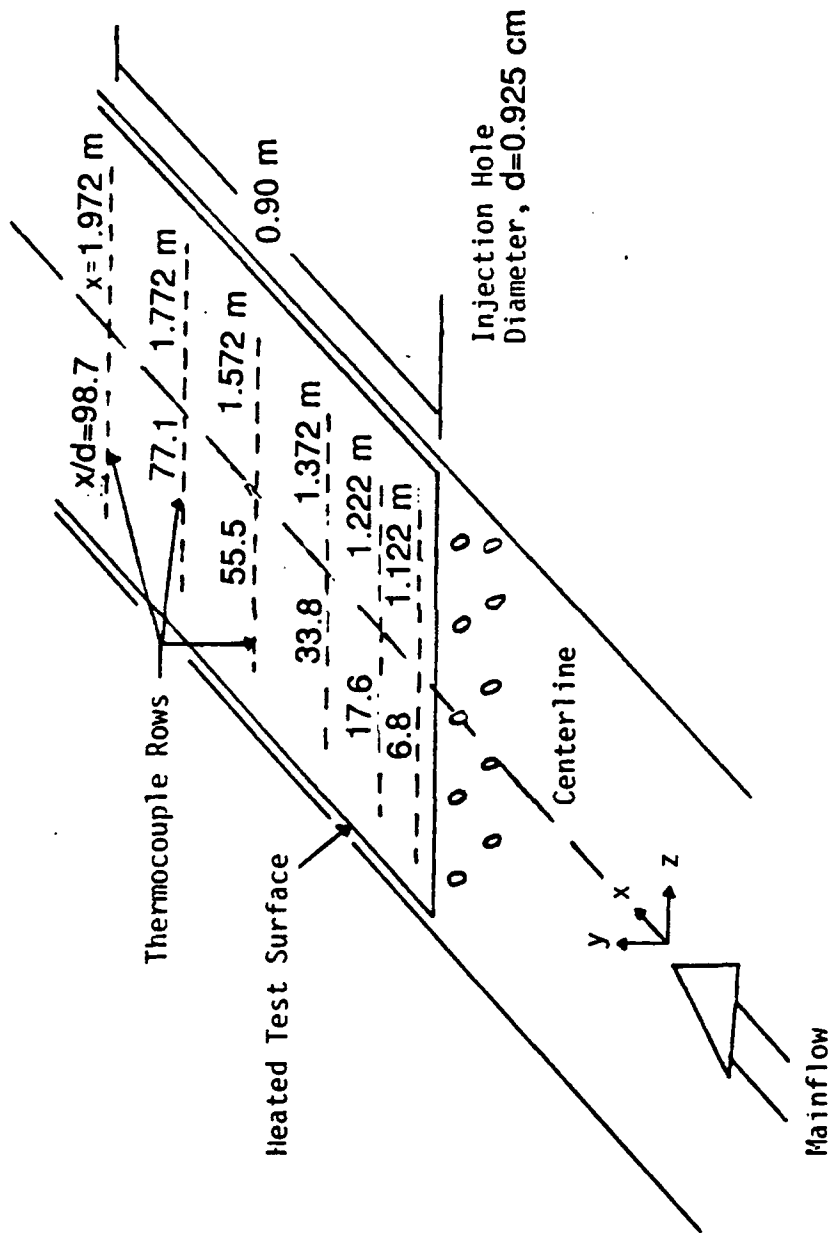 x/d=98.7 x=1.972 m
77.1 1.772 m
55.5 1.572 m
33.8 1.372 m
17.6 1.222 m
6.8 1.122 m
0.90 m
Thermocouple Rows
Heated Test Surface
Injection Hole
Diameter, d=0.925 cm
Centerline
y
x
z
Mainflow